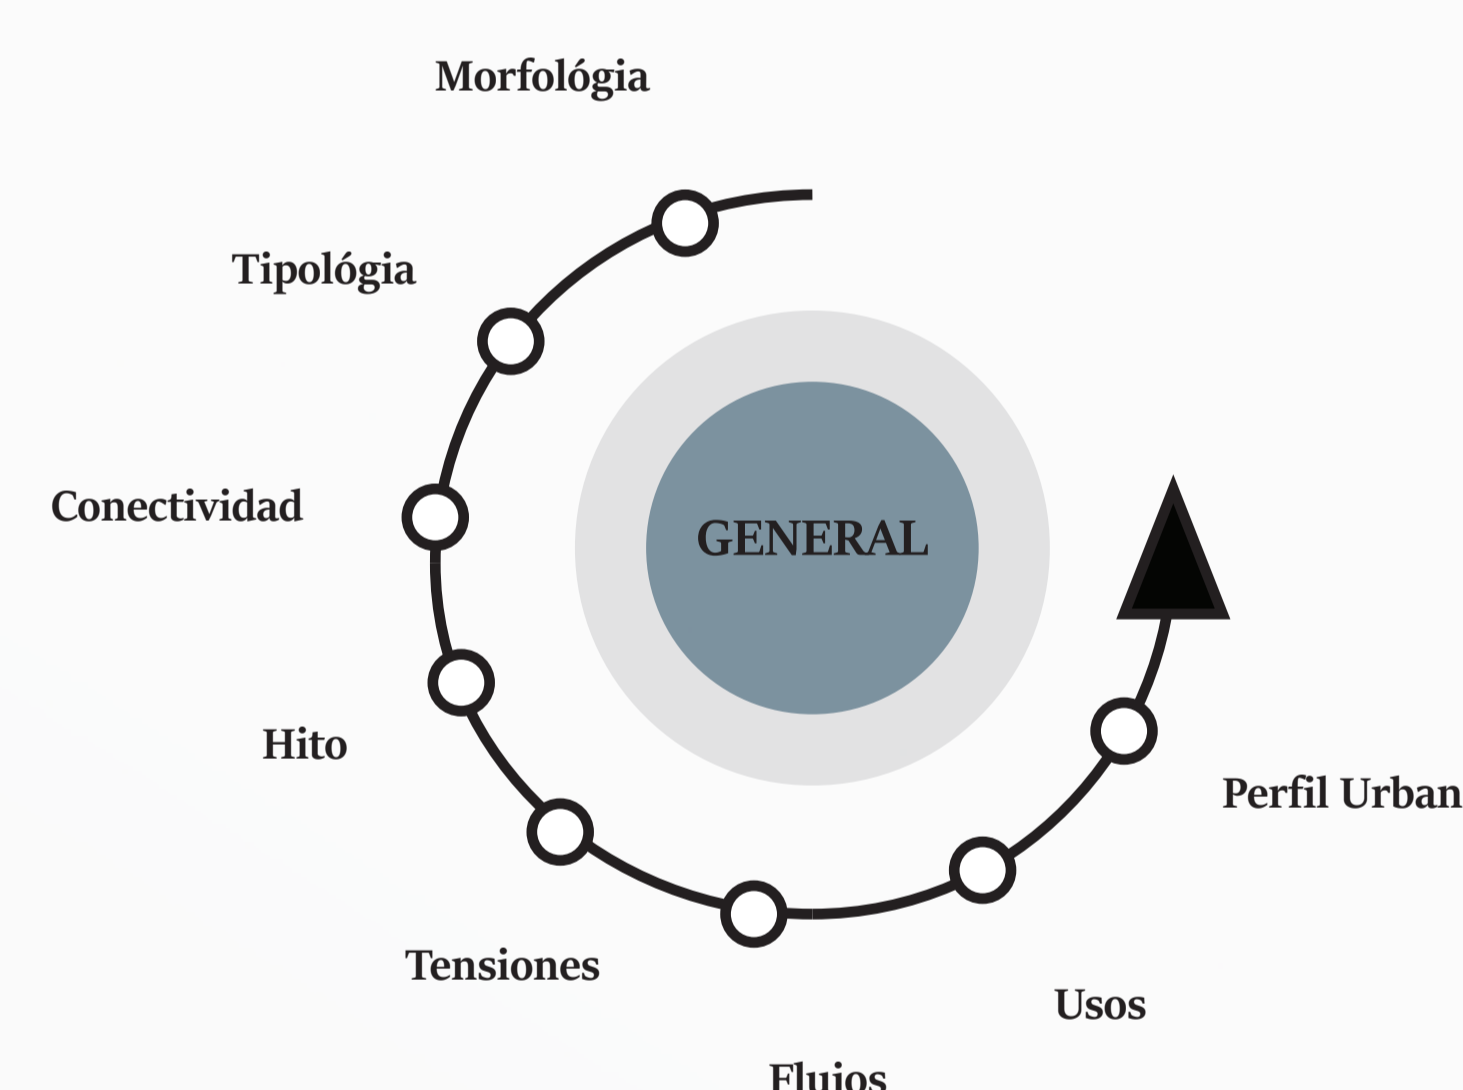 Morfológia
Tipológia
Conectividad
GENERAL
Hito
Perfil Urban
Tensiones
Usos
Flujos